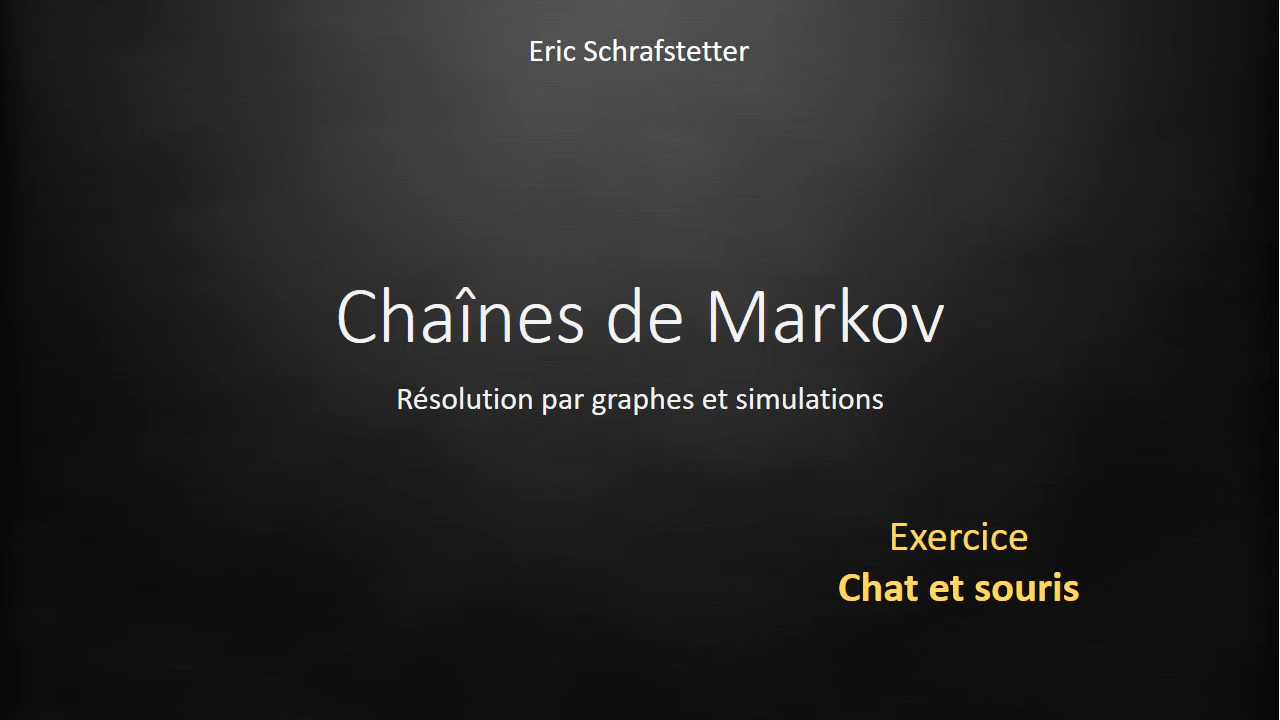 Eric Schrafstetter
Chaînes de Markov
Résolution par graphes et simulations
Exercice
Chat et souris